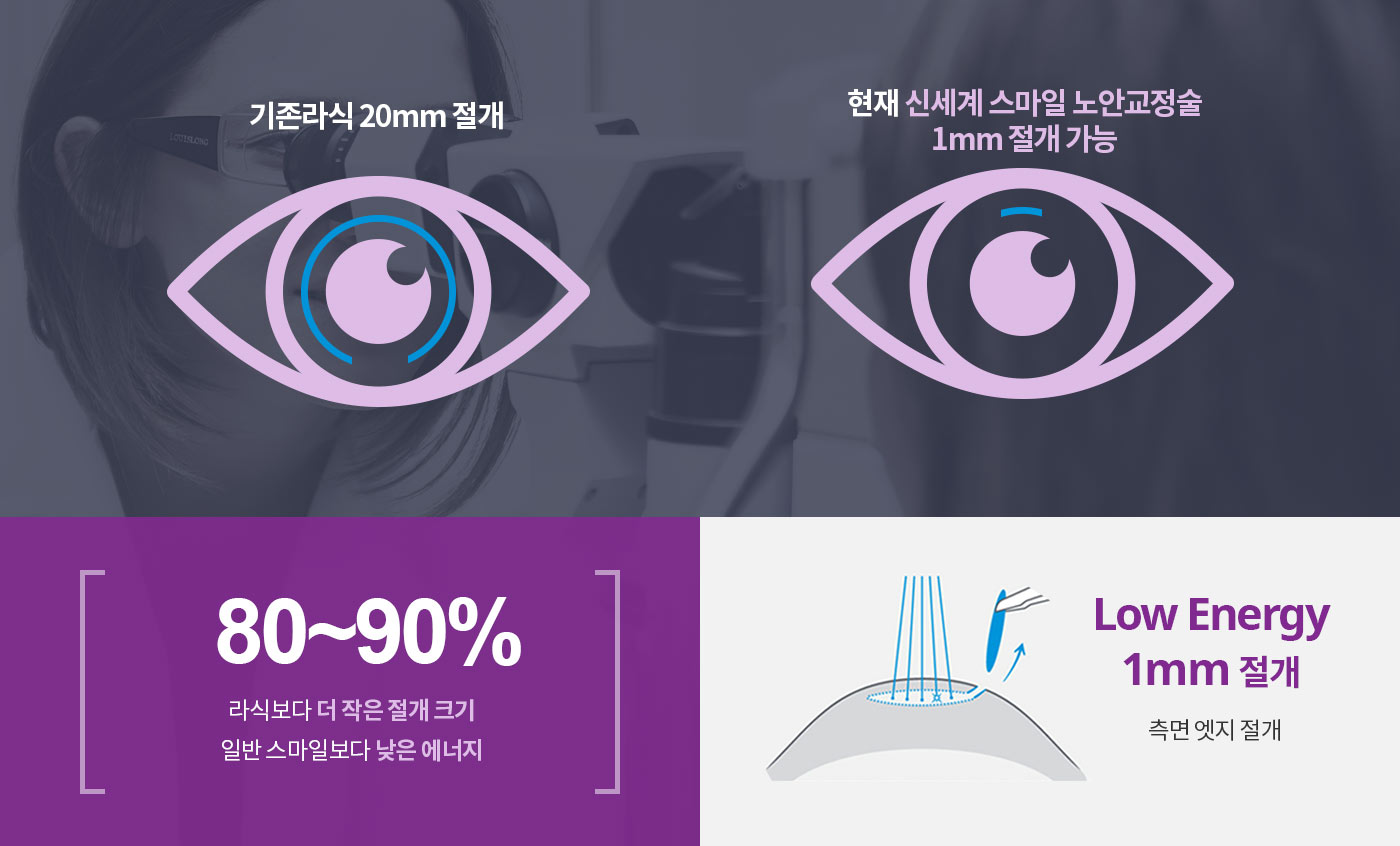 기존라식 20mm 절개
현재 신세계 스마일 노안교정술
1mm 절개 가능
80~90%
라식보다 더 작은 절개 크기
일반 스마일보다 낮은 에너지
Low Energy
1mm 절개
측면 엣지 절개